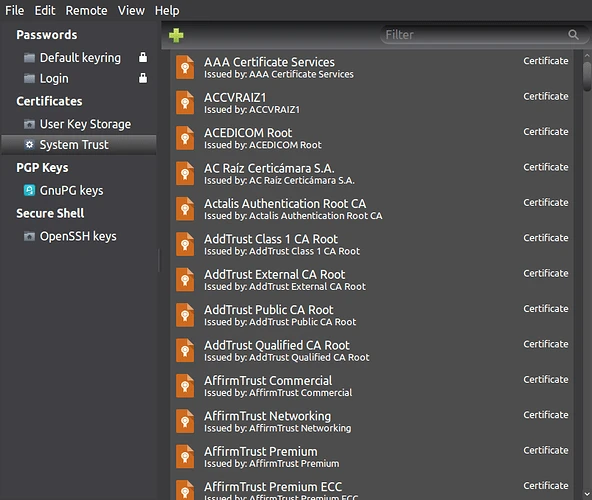 File Edit Remote View Help
Passwords
Default keyring
Login
Certificates
User Key Storage
System Trust
PGP Keys
GnuPG keys
Secure Shell
OpenSSH keys
Filter
AAA Certificate Services Certificate
Issued by: AAA Certificate Services
ACCVRAIZ1 Certificate
Issued by: ACCVRAIZ1
ACEDICOM Root Certificate
Issued by: ACEDICOM Root
AC Raíz Certicámara S.A. Certificate
Issued by: AC Raíz Certicámara S.A.
Actalis Authentication Root CA Certificate
Issued by: Actalis Authentication Root CA
AddTrust Class 1 CA Root Certificate
Issued by: AddTrust Class 1 CA Root
AddTrust External CA Root Certificate
Issued by: AddTrust External CA Root
AddTrust Public CA Root Certificate
Issued by: AddTrust Public CA Root
AddTrust Qualified CA Root Certificate
Issued by: AddTrust Qualified CA Root
AffirmTrust Commercial Certificate
Issued by: AffirmTrust Commercial
AffirmTrust Networking Certificate
Issued by: AffirmTrust Networking
AffirmTrust Premium Certificate
Issued by: AffirmTrust Premium
AffirmTrust Premium ECC Certificate
Issued by: AffirmTrust Premium ECC